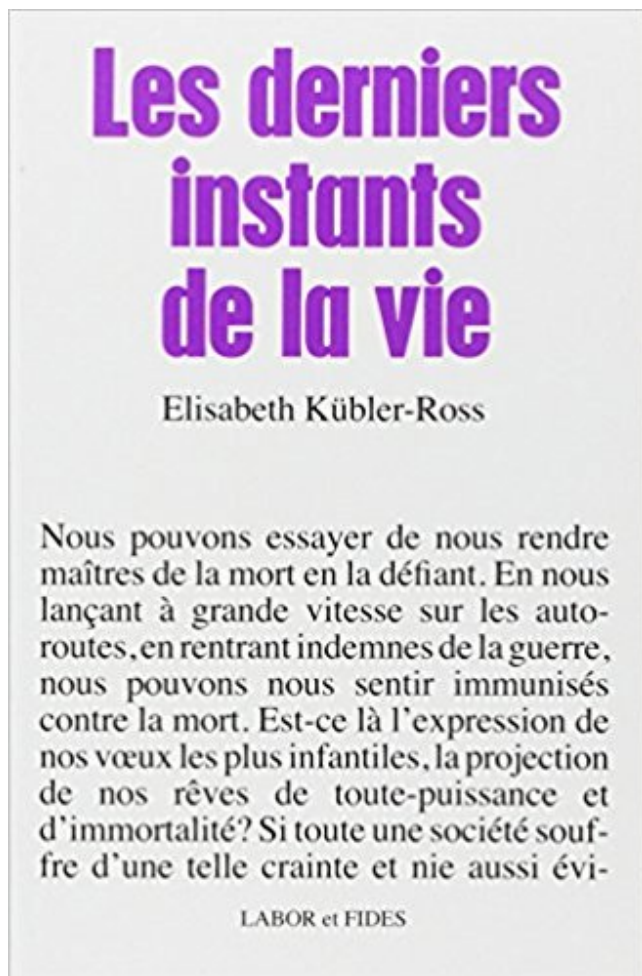 Les derniers
instants
de la vie
Elisabeth Kübler-Ross
Nous pouvons essayer de nous rendre
maîtres de la mort en la défiant. En nous
lançant à grande vitesse sur les auto-
routes, en rentrant indemnes de la guerre,
nous pouvons nous sentir immunisés
contre la mort. Est-ce là l'expression de
nos vœux les plus infantiles, la projection
de nos rêves de toute-puissance et
d'immortalité? Si toute une société souf-
fre d'une telle crainte et nie aussi évi-
LABOR et FIDES